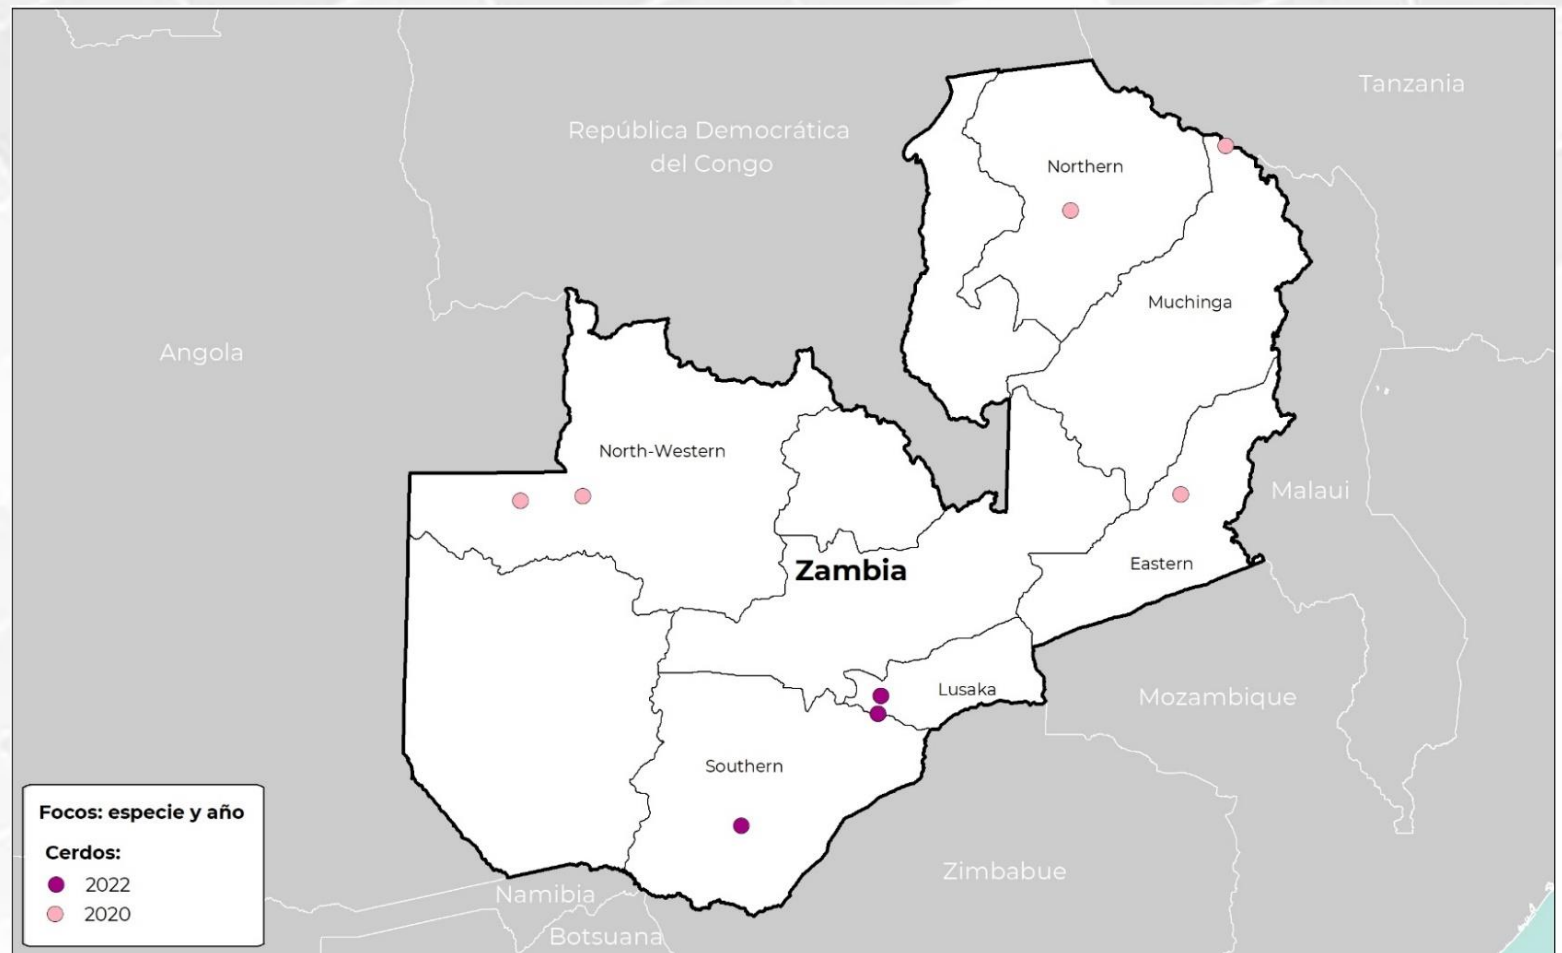 Tanzania
República Democrática
del Congo
Northern
Muchinga
Angola
North-Western
Malaui
Eastern
Zambia
Lusaka
Mozambique
Southern
Zimbabue
Namibia
Botsuana
Focos: especie y año
Cerdos:
2022
2020